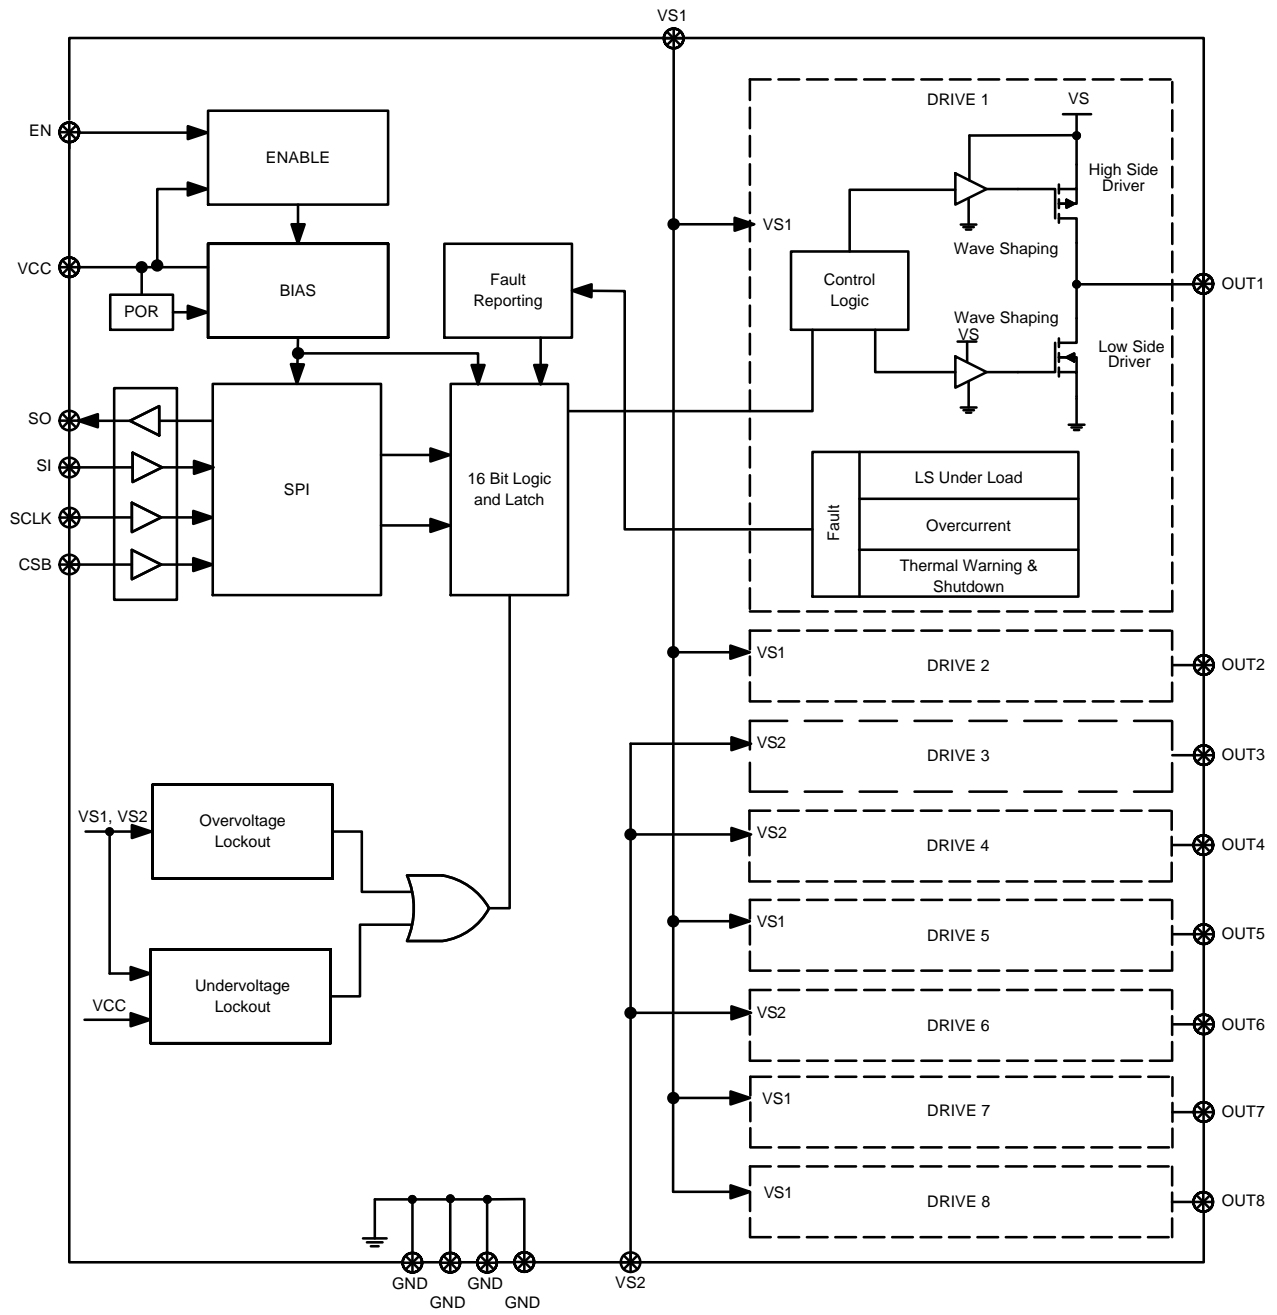 VS1
EN
ENABLE
VCC
BIAS
POR
Fault
Reporting
SO
SI
SCLK
CSB
SPI
16 Bit Logic
and Latch
DRIVE 1
VS
High Side
Driver
VS1
Wave Shaping
Control
Logic
OUT1
Wave Shaping
VS
Low Side
Driver
Fault
LS Under Load
Overcurrent
Thermal Warning &
Shutdown
VS1
DRIVE 2
OUT2
VS2
DRIVE 3
OUT3
VS2
DRIVE 4
OUT4
VS1
DRIVE 5
OUT5
VS2
DRIVE 6
OUT6
VS1
DRIVE 7
OUT7
VS1
DRIVE 8
OUT8
VS1, VS2
Overvoltage
Lockout
Undervoltage
Lockout
VCC
GND
GND
GND
GND
VS2